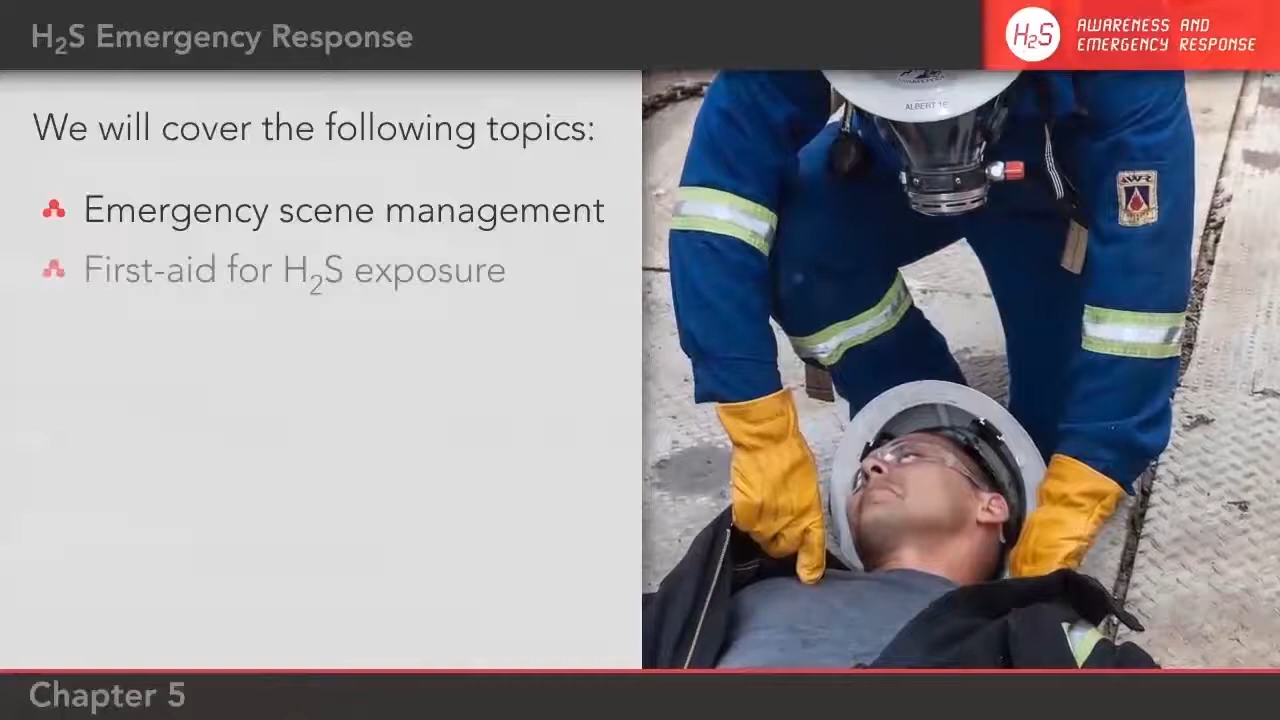 H₂S Emergency Response
H₂S
AWARENESS AND
EMERGENCY RESPONSE
We will cover the following topics:
Emergency scene management
First-aid for H₂S exposure
AWR
Chapter 5